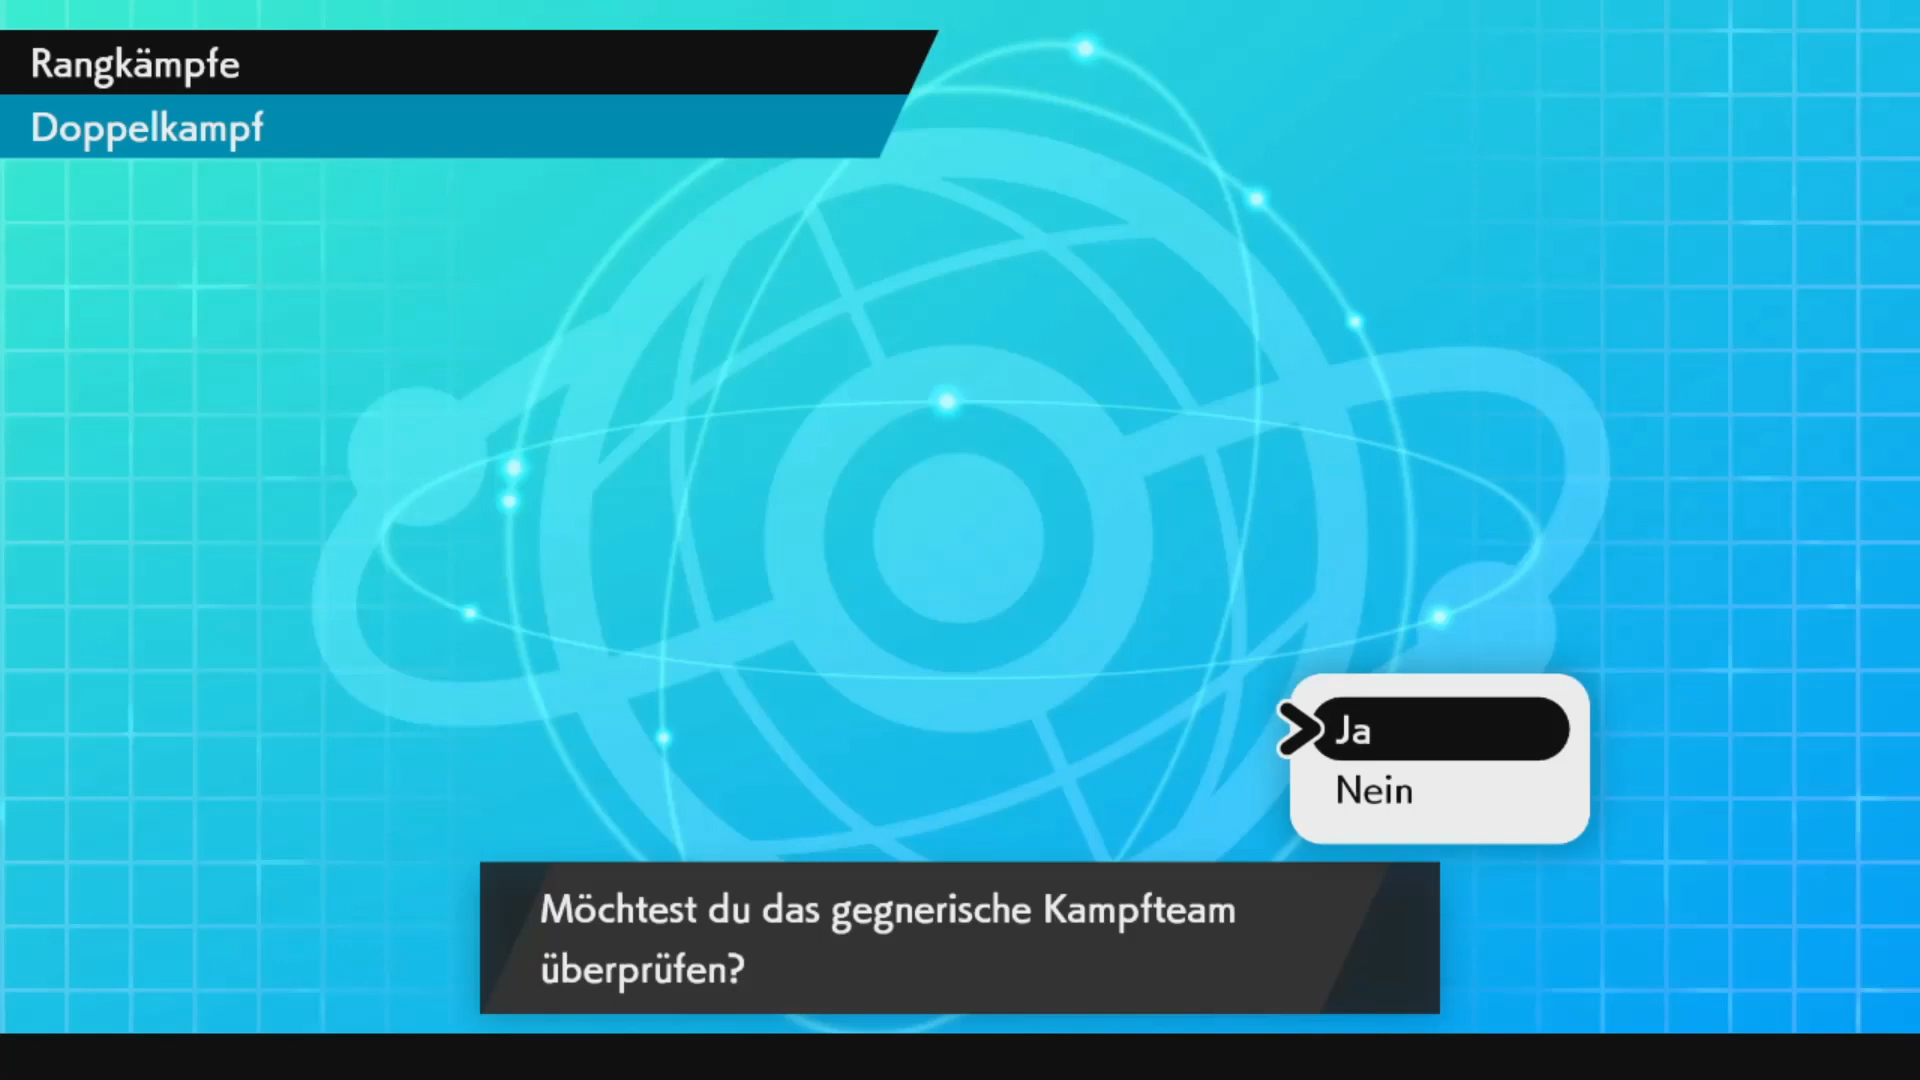 Rangkämpfe
Doppelkampf
Ja
Nein
Möchtest du das gegnerische Kampfteam
überprüfen?